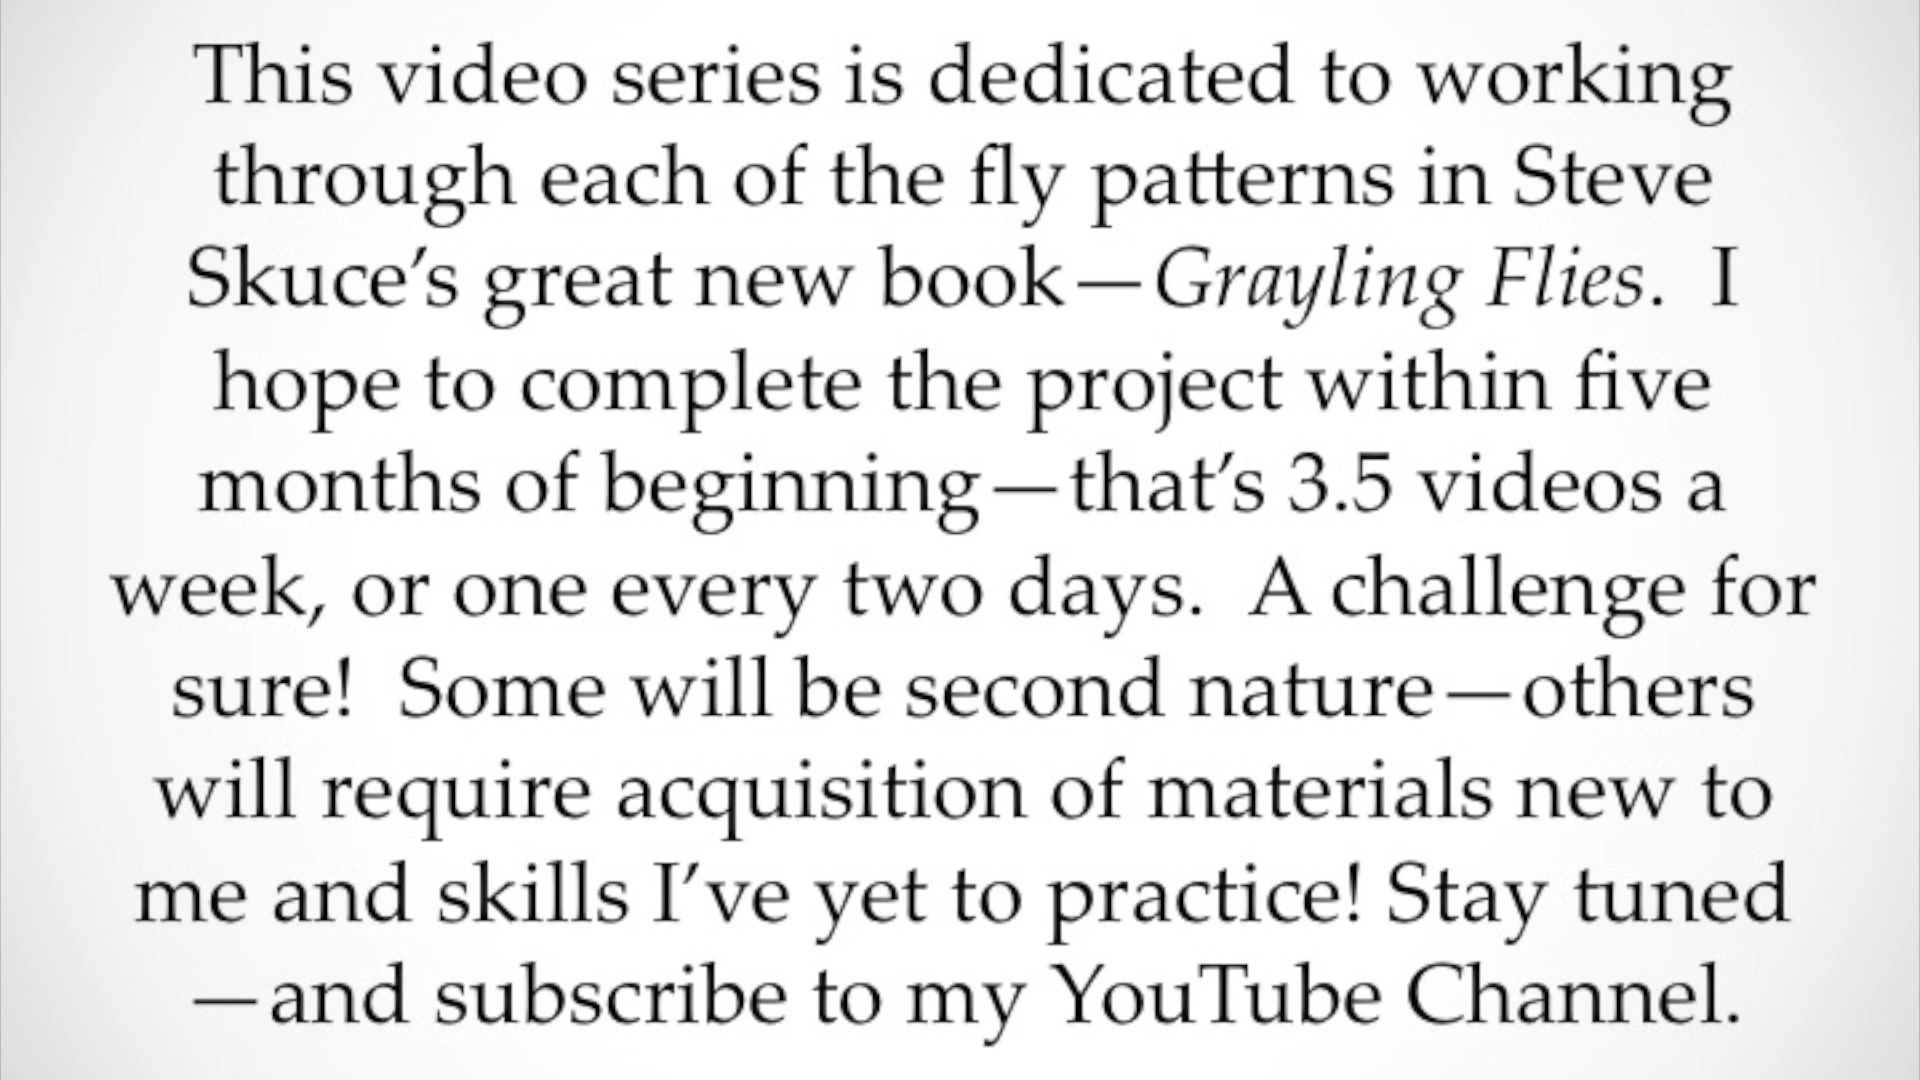 This video series is dedicated to working
through each of the fly patterns in Steve
Skuce’s great new book—Grayling Flies.  I
hope to complete the project within five
months of beginning—that’s 3.5 videos a
week, or one every two days.  A challenge for
sure!  Some will be second nature—others
will require acquisition of materials new to
me and skills I’ve yet to practice! Stay tuned
—and subscribe to my YouTube Channel.